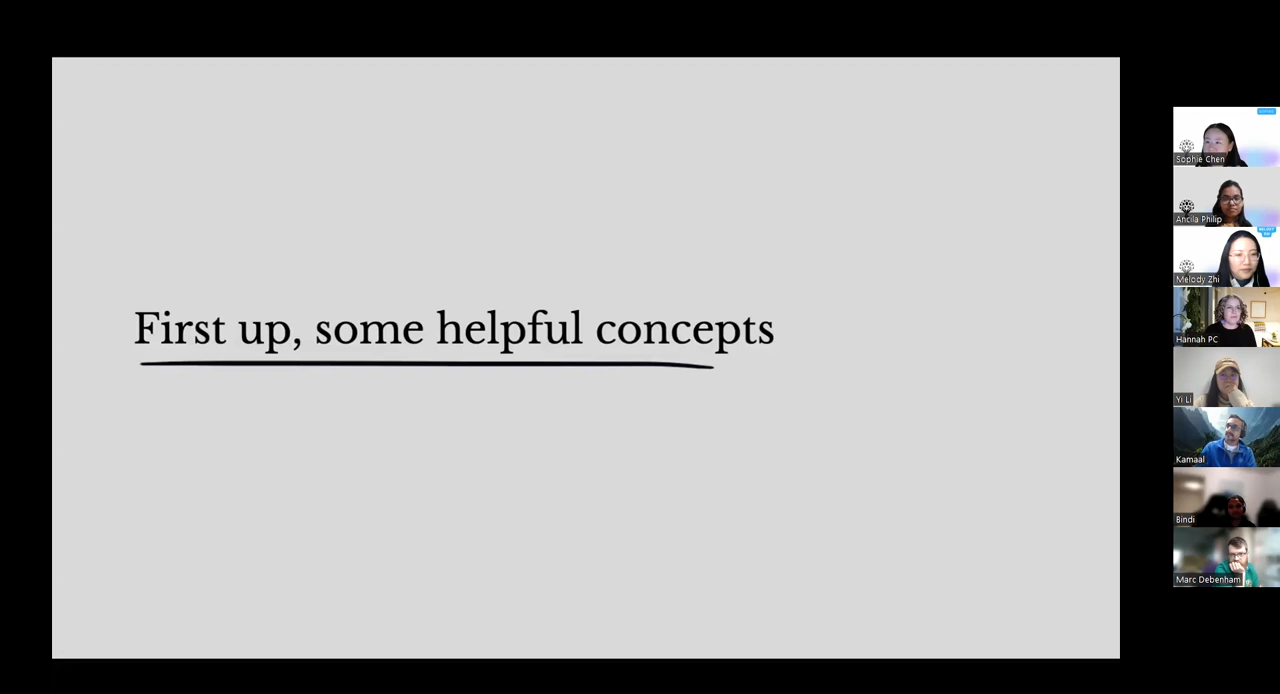 First up, some helpful concepts
Sophie Chen
Ancila Philip
Melody Zhi
Hannah PC
Yi Li
Kamaal
Bindi
Marc Debenham